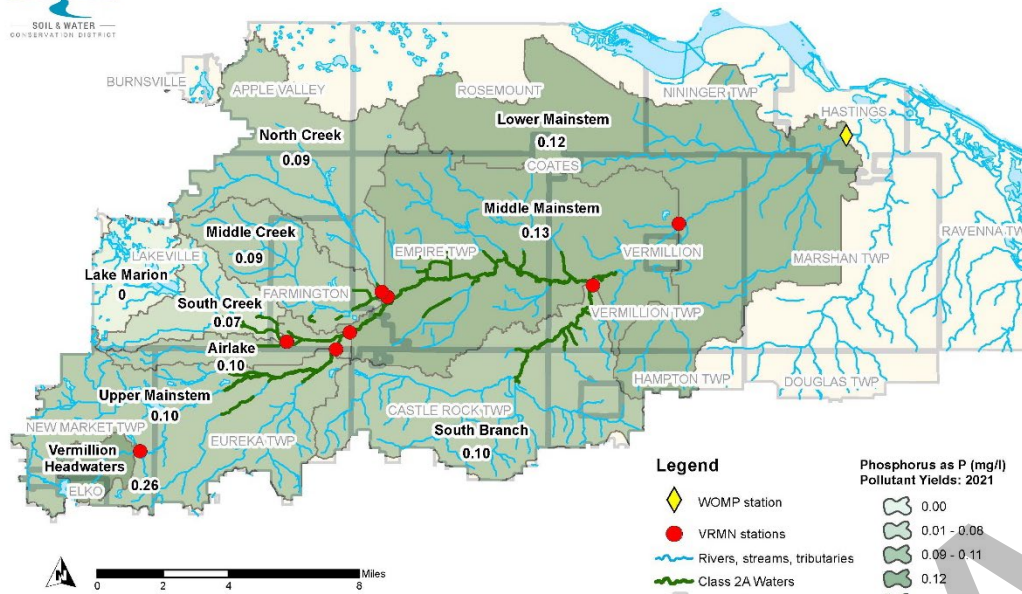 SOIL & WATER
CONSERVATION DISTRICT
BURNSVILLE
APPLE VALLEY
ROSEMOUNT
NININGER TWP
HASTINGS
North Creek
0.09
Lower Mainstem
0.12
COATES
Middle Creek
0.09
Middle Mainstem
0.13
LAKEVILLE
EMPIRE TWP
VERMILLION
MARSHAN TWP
RAVENNA TW
Lake Marion
0
FARMINGTON
South Creek
0.07
VERMILLION TWP
Airlake
0.10
Upper Mainstem
0.10
HAMPTON TWP
DOUGLAS TWP
NEW MARKET TWP
CASTLE ROCK TWP
EUREKA TWP
South Branch
0.10
Vermillion
Headwaters
0.26
ELKO
Legend
WOMP station
VRMN stations
Rivers, streams, tributaries
Class 2A Waters
Phosphorus as P (mg/l)
Pollutant Yields: 2021
0.00
0.01 - 0.08
0.09 - 0.11
0.12
N
Miles
0 2 4 8